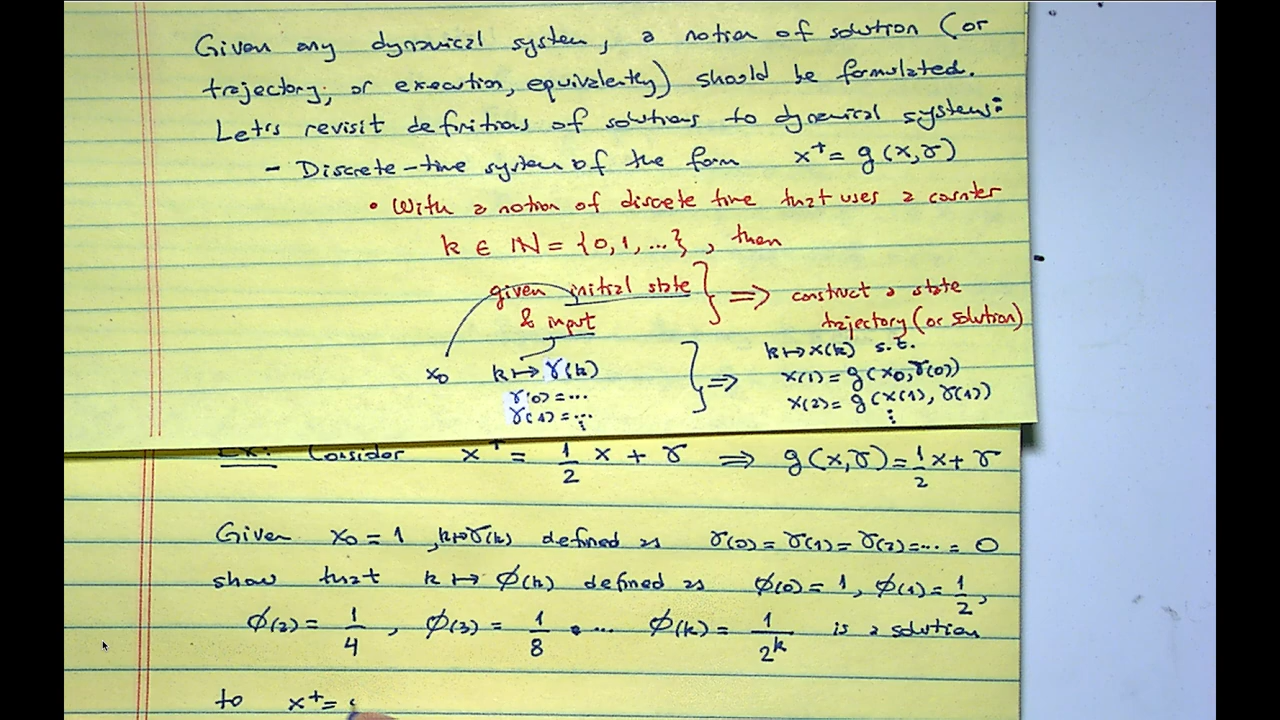 Given any dynamical system, a notion of solution (or
trajectory, or execution, equivalently) should be formulated.
Let's revisit definitions of solutions to dynamical systems:
- Discrete-time system of the form x⁺ = g(x,γ)
• With a notion of discrete time that uses a counter
k ∈ ℕ = {0,1,...}, then
given initial state } ⇒ construct a state
& input trajectory (or solution)
x₀ k ↦ γ(k) } ⇒ k ↦ x(k) s.t.
γ(0) = ... x(1) = g(x₀,γ(0))
γ(1) = ... x(2) = g(x(1),γ(1))
⋮ ⋮
Ex: Consider x⁺ = 1/2 x + γ ⇒ g(x,γ) = 1/2 x + γ
Given x₀ = 1, k ↦ γ(k) defined as γ(0) = γ(1) = γ(2) = ... = 0
show that k ↦ ϕ(k) defined as ϕ(0) = 1, ϕ(1) = 1/2,
ϕ(2) = 1/4, ϕ(3) = 1/8 ... ϕ(k) = 1/2ᵏ is a solution
to x⁺ =